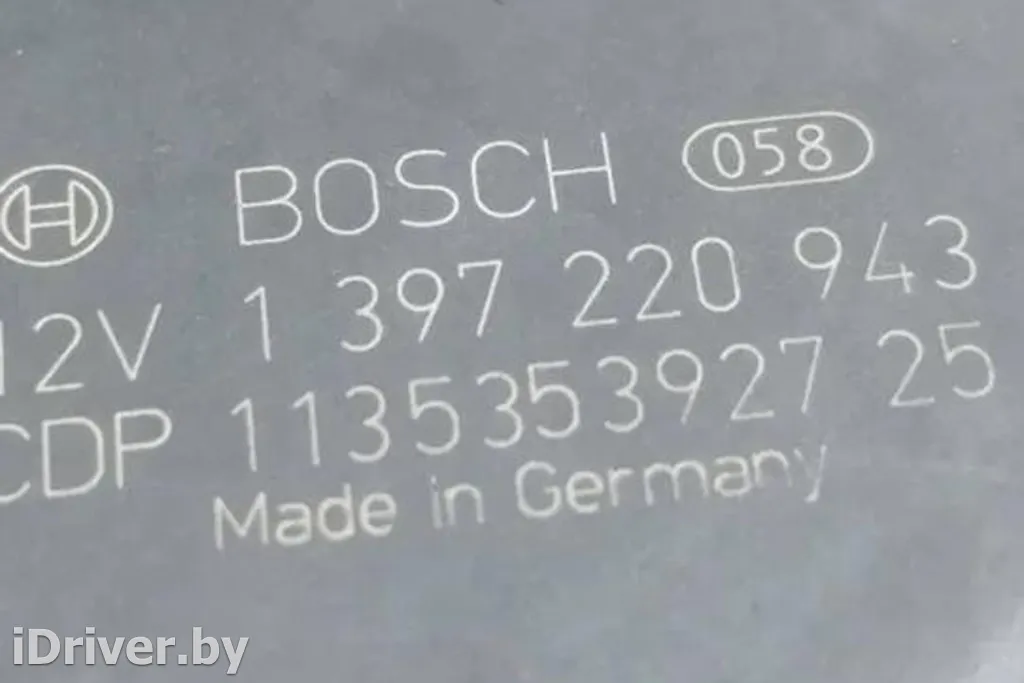 BOSCH 058
12V 1 397 220 943
CDP 1135353927 25
Made in Germany
iDriver.by